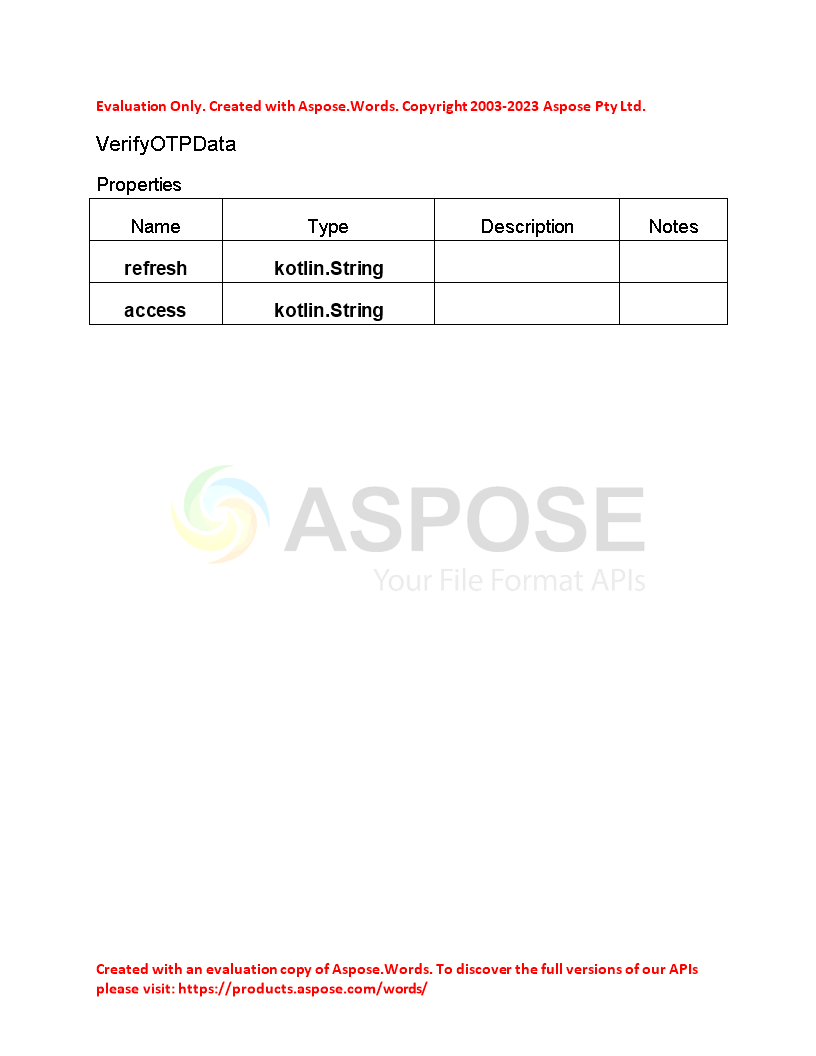 Evaluation Only. Created with Aspose.Words. Copyright 2003-2023 Aspose Pty Ltd.
VerifyOTPData
Properties
Name Type Description Notes
refresh kotlin.String
access kotlin.String
ASPOSE
Your File Format APIs
Created with an evaluation copy of Aspose.Words. To discover the full versions of our APIs
please visit: https://products.aspose.com/words/